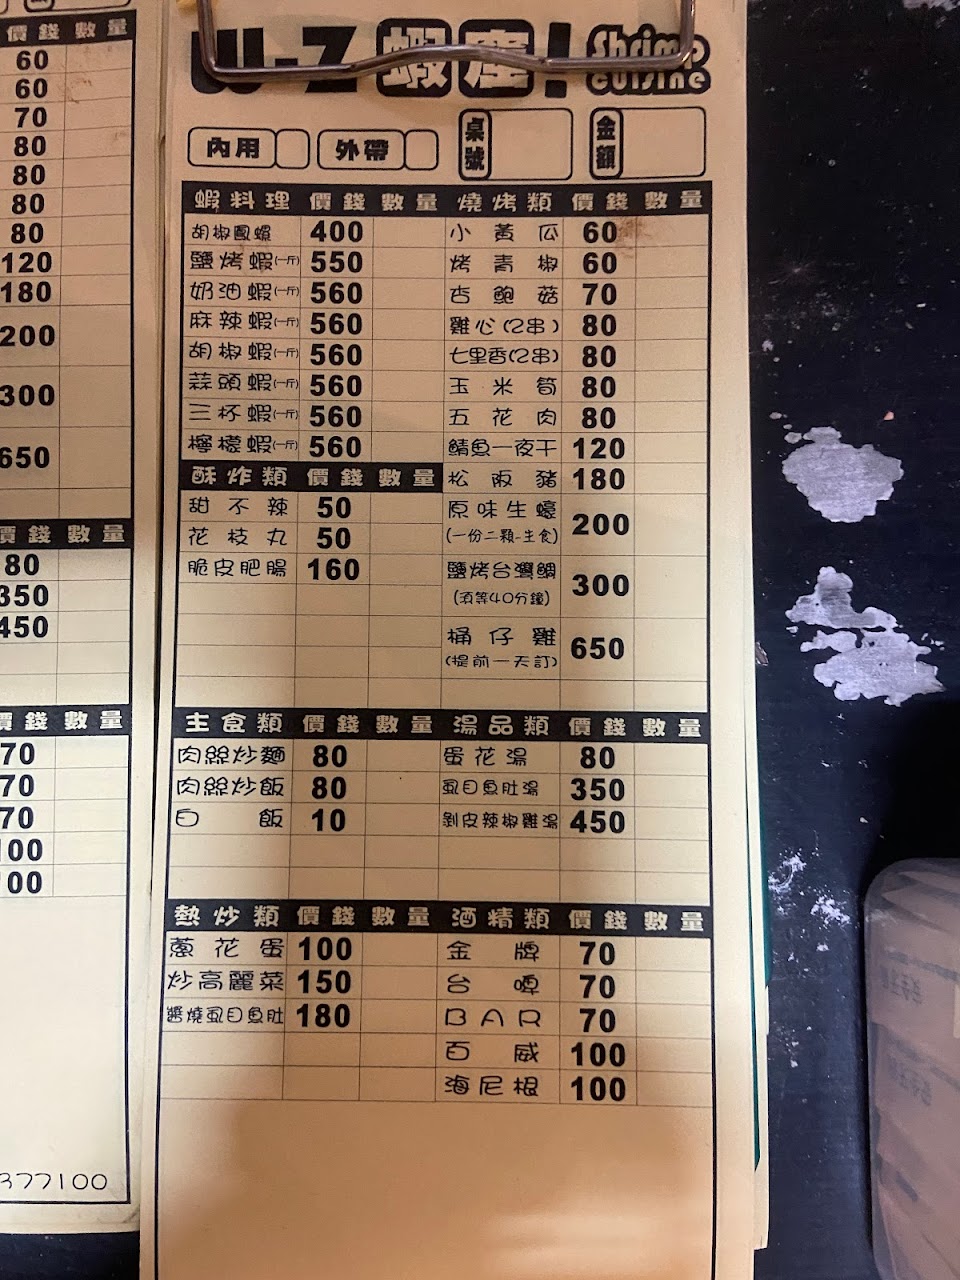 價錢 數量
60
60
70
80
80
80
80
120
180
200
300
650
價錢 數量
80
350
450
價錢 數量
70
70
70
100
100
377100
W-Z 蝦座! Shrimp cuisine
內用 外帶 桌號 金額
蝦料理 價錢 數量
胡椒鳳螺 400
鹽烤蝦(一斤) 550
奶油蝦(一斤) 560
麻辣蝦(一斤) 560
胡椒蝦(一斤) 560
蒜頭蝦(一斤) 560
三杯蝦(一斤) 560
檸檬蝦(一斤) 560
酥炸類 價錢 數量
甜不辣 50
花枝丸 50
脆皮肥腸 160
燒烤類 價錢 數量
小黃瓜 60
烤青椒 60
杏鮑菇 70
雞心(2串) 80
七里香(2串) 80
玉米筍 80
五花肉 80
鯖魚一夜干 120
松阪豬 180
原味生蠔 200
(一份二顆-主食)
鹽烤台灣鯛 300
(須等40分鐘)
桶仔雞 650
(提前一天訂)
主食類 價錢 數量
肉絲炒麵 80
肉絲炒飯 80
白飯 10
湯品類 價錢 數量
蛋花湯 80
虱目魚肚湯 350
剝皮辣椒雞湯 450
熱炒類 價錢 數量
蔥花蛋 100
炒高麗菜 150
醬燒虱目魚肚 180
酒精類 價錢 數量
金牌 70
台啤 70
BAR 70
百威 100
海尼根 100